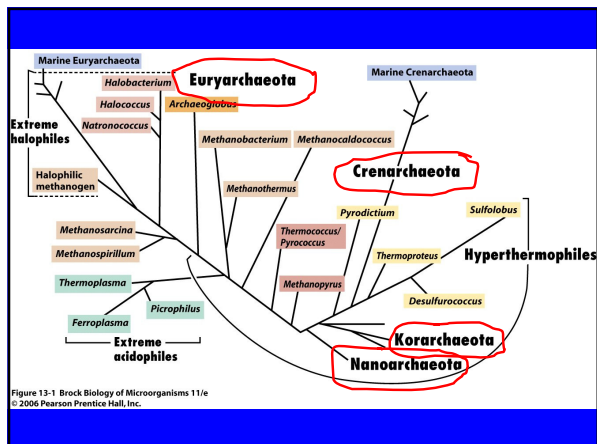 Marine Euryarchaeota
Euryarchaeota
Marine Crenarchaeota
Halobacterium
Halococcus
Archaeoglobus
Natronococcus
Extreme
halophiles
Methanobacterium
Methanocaldococcus
Crenarchaeota
Halophilic
methanogen
Methanothermus
Sulfolobus
Pyrodictium
Methanosarcina
Thermococcus/
Pyrococcus
Methanospirillum
Thermoproteus
Hyperthermophiles
Thermoplasma
Methanopyrus
Picrophilus
Desulfurococcus
Ferroplasma
Extreme
acidophiles
Korarchaeota
Nanoarchaeota
Figure 13-1 Brock Biology of Microorganisms 11/e
© 2006 Pearson Prentice Hall, Inc.